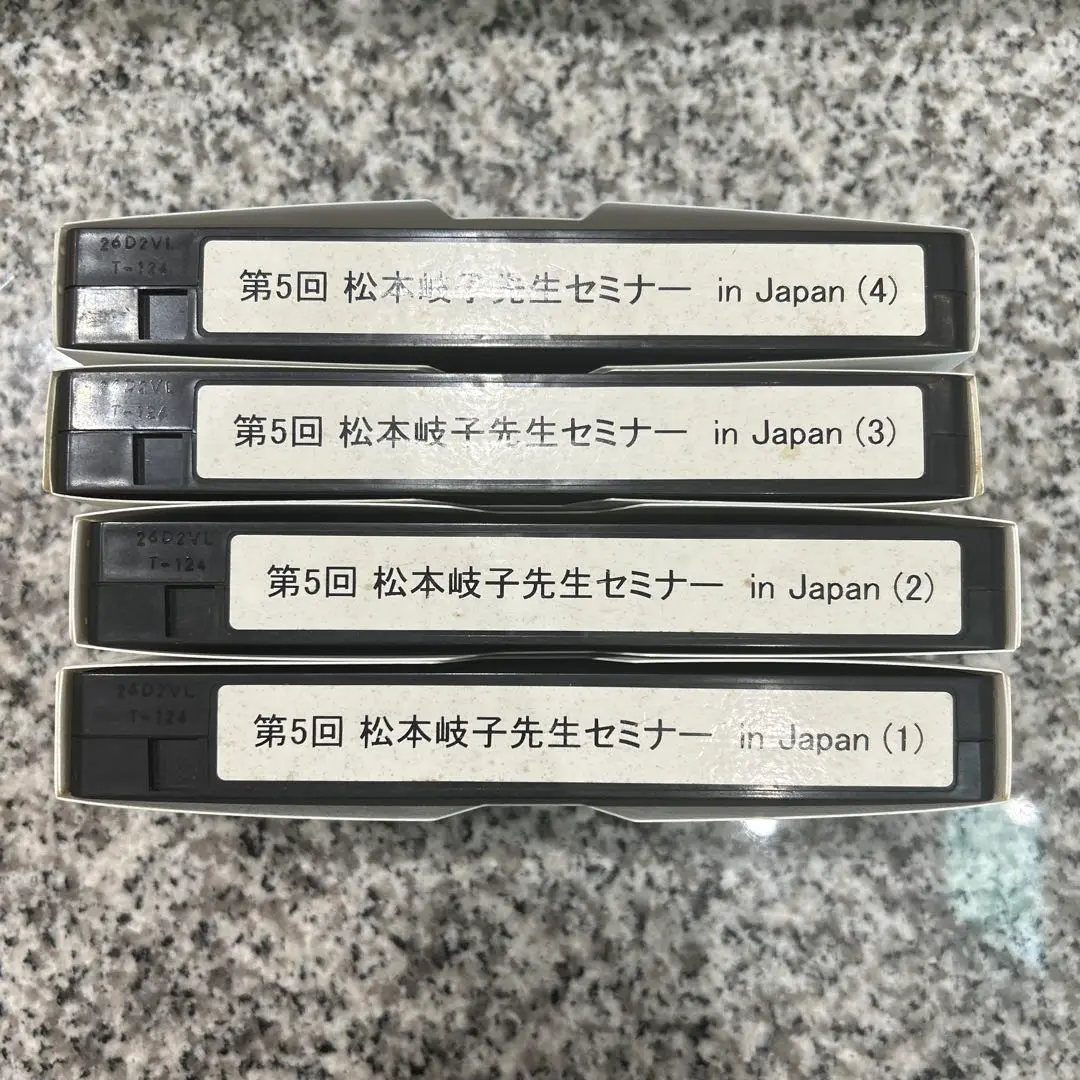 26D2VL
T-124
第5回 松本岐子先生セミナー in Japan (4)
26D2VL
T-124
第5回 松本岐子先生セミナー in Japan (3)
26D2VL
T-124
第5回 松本岐子先生セミナー in Japan (2)
26D2VL
T-124
第5回 松本岐子先生セミナー in Japan (1)